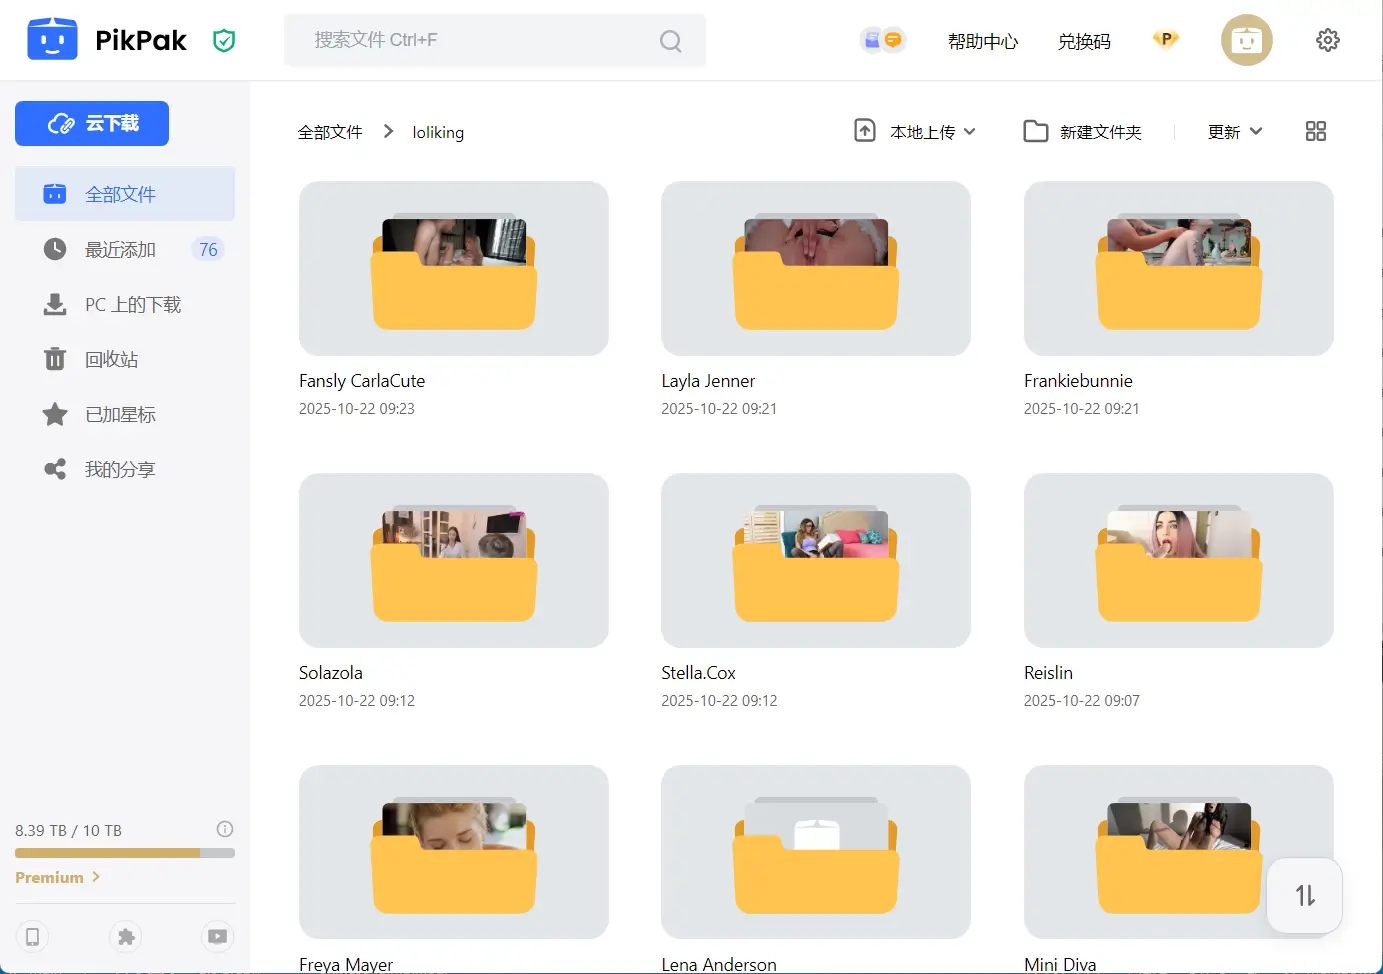 PikPak
搜索文件 Ctrl+F
帮助中心
兑换码
P
云下载
全部文件
最近添加 76
PC 上的下载
回收站
已加星标
我的分享
8.39 TB / 10 TB
Premium
全部文件 > loliking
本地上传
新建文件夹
更新
Fansly CarlaCute
2025-10-22 09:23
Layla Jenner
2025-10-22 09:21
Frankiebunnie
2025-10-22 09:21
Solazola
2025-10-22 09:12
Stella.Cox
2025-10-22 09:12
Reislin
2025-10-22 09:07
Freya Mayer
Lena Anderson
Mini Diva